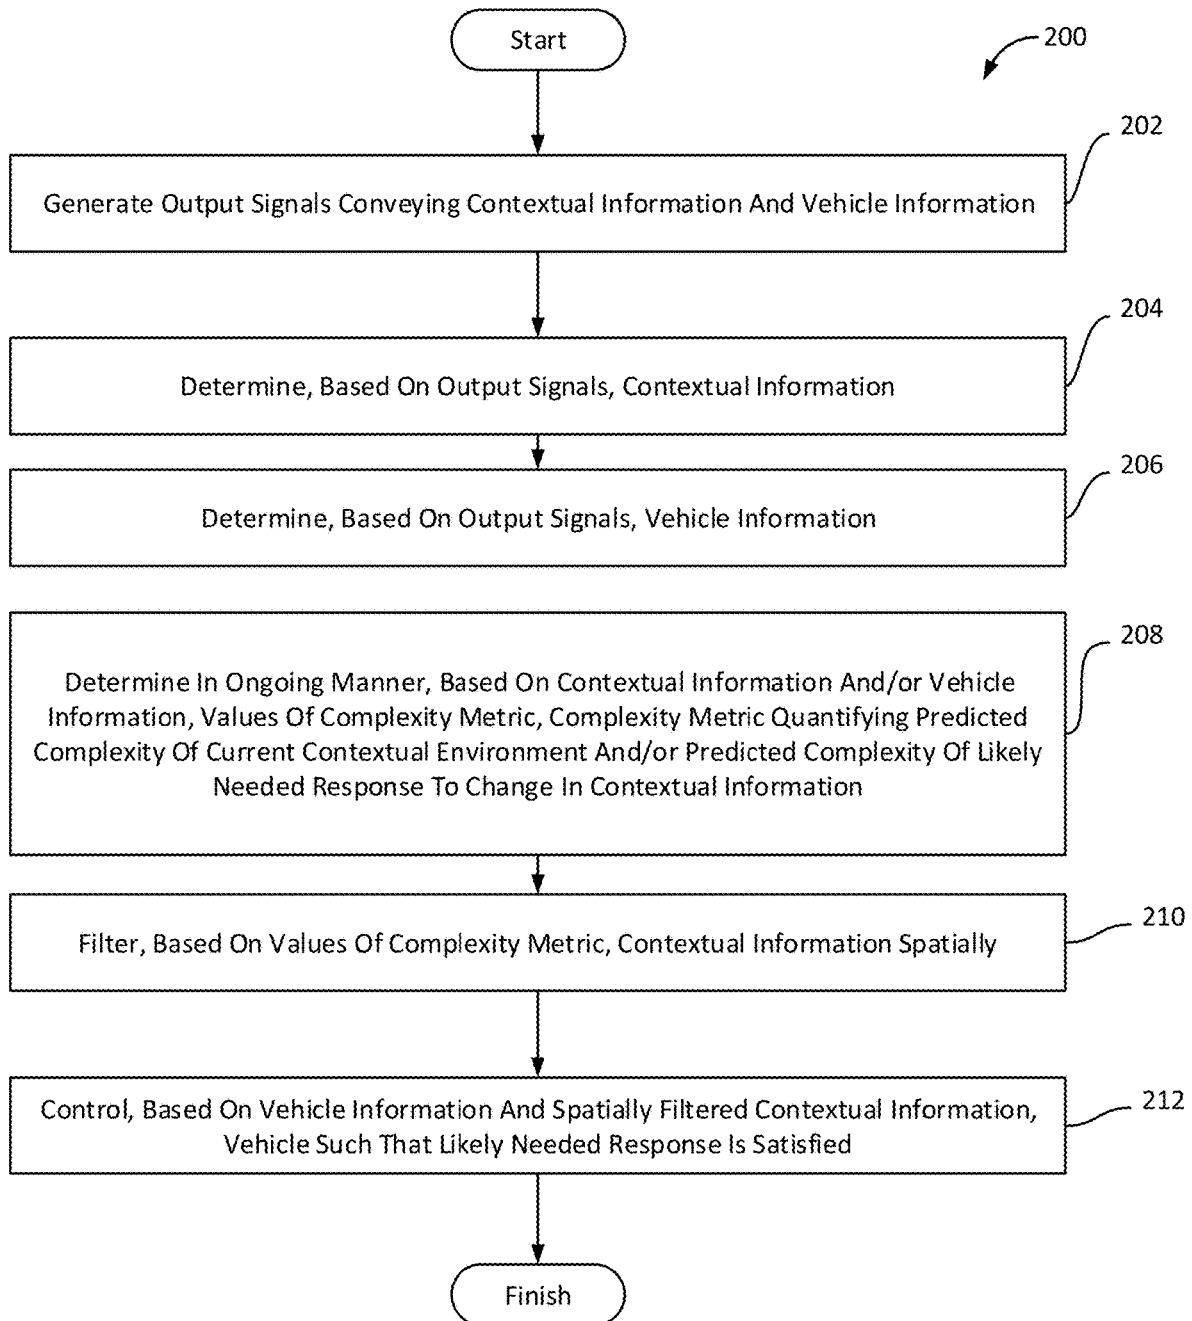 Start
200
202
Generate Output Signals Conveying Contextual Information And Vehicle Information
204
Determine, Based On Output Signals, Contextual Information
206
Determine, Based On Output Signals, Vehicle Information
208
Determine In Ongoing Manner, Based On Contextual Information And/or Vehicle
Information, Values Of Complexity Metric, Complexity Metric Quantifying Predicted
Complexity Of Current Contextual Environment And/or Predicted Complexity Of Likely
Needed Response To Change In Contextual Information
210
Filter, Based On Values Of Complexity Metric, Contextual Information Spatially
212
Control, Based On Vehicle Information And Spatially Filtered Contextual Information,
Vehicle Such That Likely Needed Response Is Satisfied
Finish